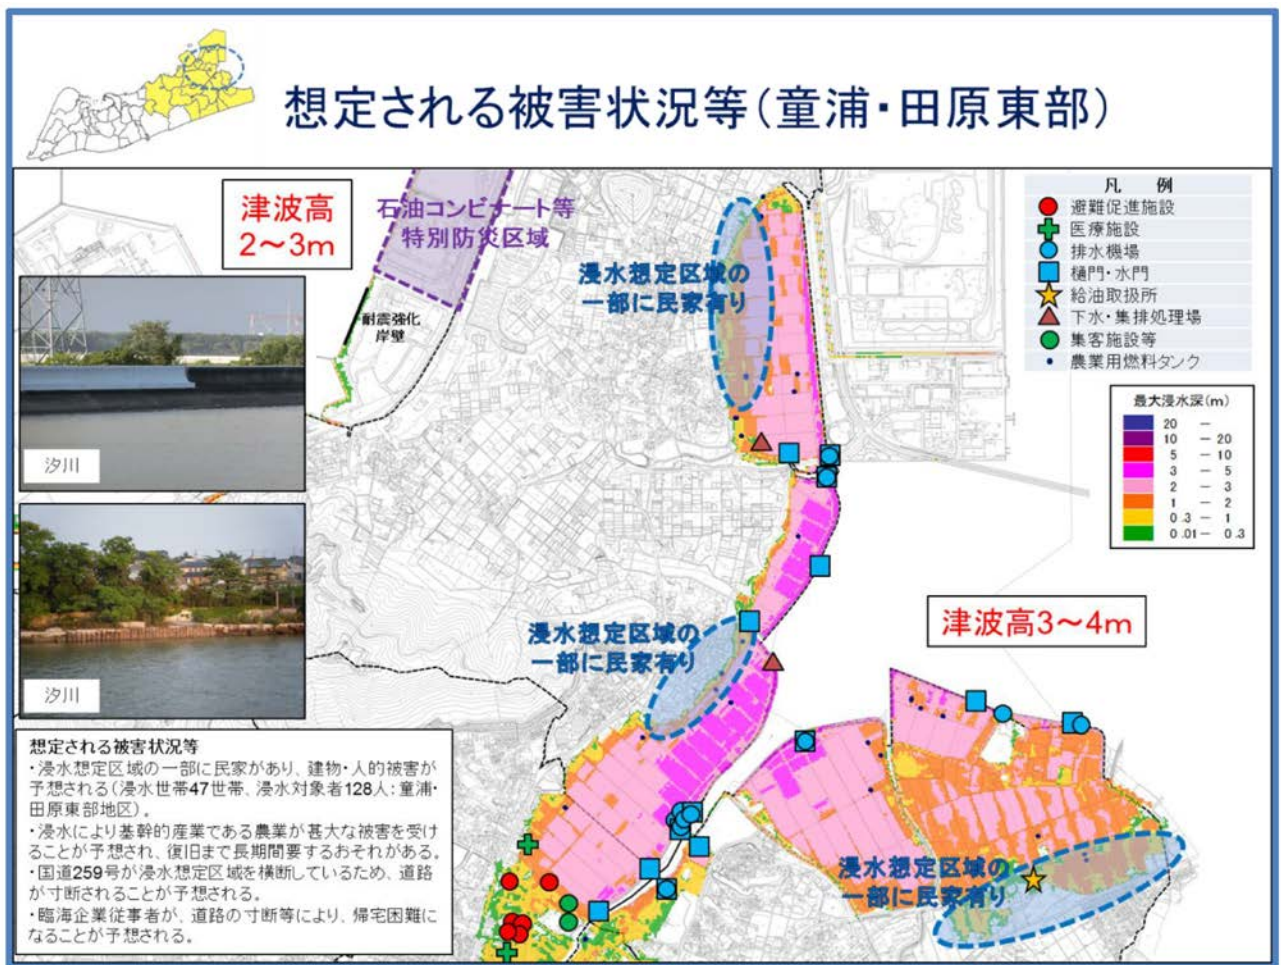 想定される被害状況等(童浦・田原東部)
津波高
2～3m
石油コンビナート等
特別防災区域
耐震強化
岸壁
浸水想定区域の
一部に民家有り
凡　例
避難促進施設
医療施設
排水機場
樋門・水門
給油取扱所
下水・集排処理場
集客施設等
農業用燃料タンク
最大浸水深(m)
20 －
10 － 20
5 － 10
3 － 5
2 － 3
1 － 2
0.3 － 1
0.01－ 0.3
汐川
汐川
浸水想定区域の
一部に民家有り
津波高3～4m
浸水想定区域の
一部に民家有り
想定される被害状況等
・浸水想定区域の一部に民家があり、建物・人的被害が
予想される(浸水世帯47世帯、浸水対象者128人:童浦・
田原東部地区)。
・浸水により基幹的産業である農業が甚大な被害を受け
ることが予想され、復旧まで長期間要するおそれがある。
・国道259号が浸水想定区域を横断しているため、道路
が寸断されることが予想される。
・臨海企業従事者が、道路の寸断等により、帰宅困難に
なることが予想される。